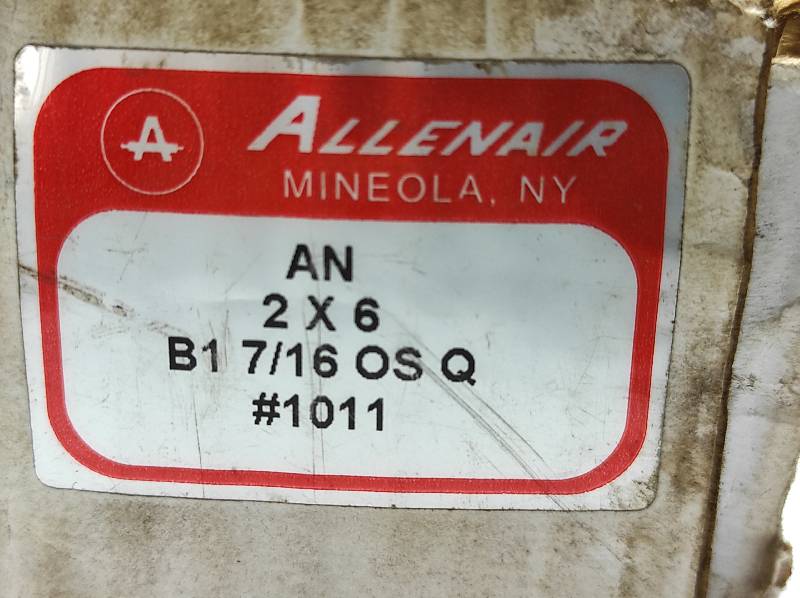 A
ALLENAIR
MINEOLA, NY
AN
2 X 6
B1 7/16 OS Q
#1011